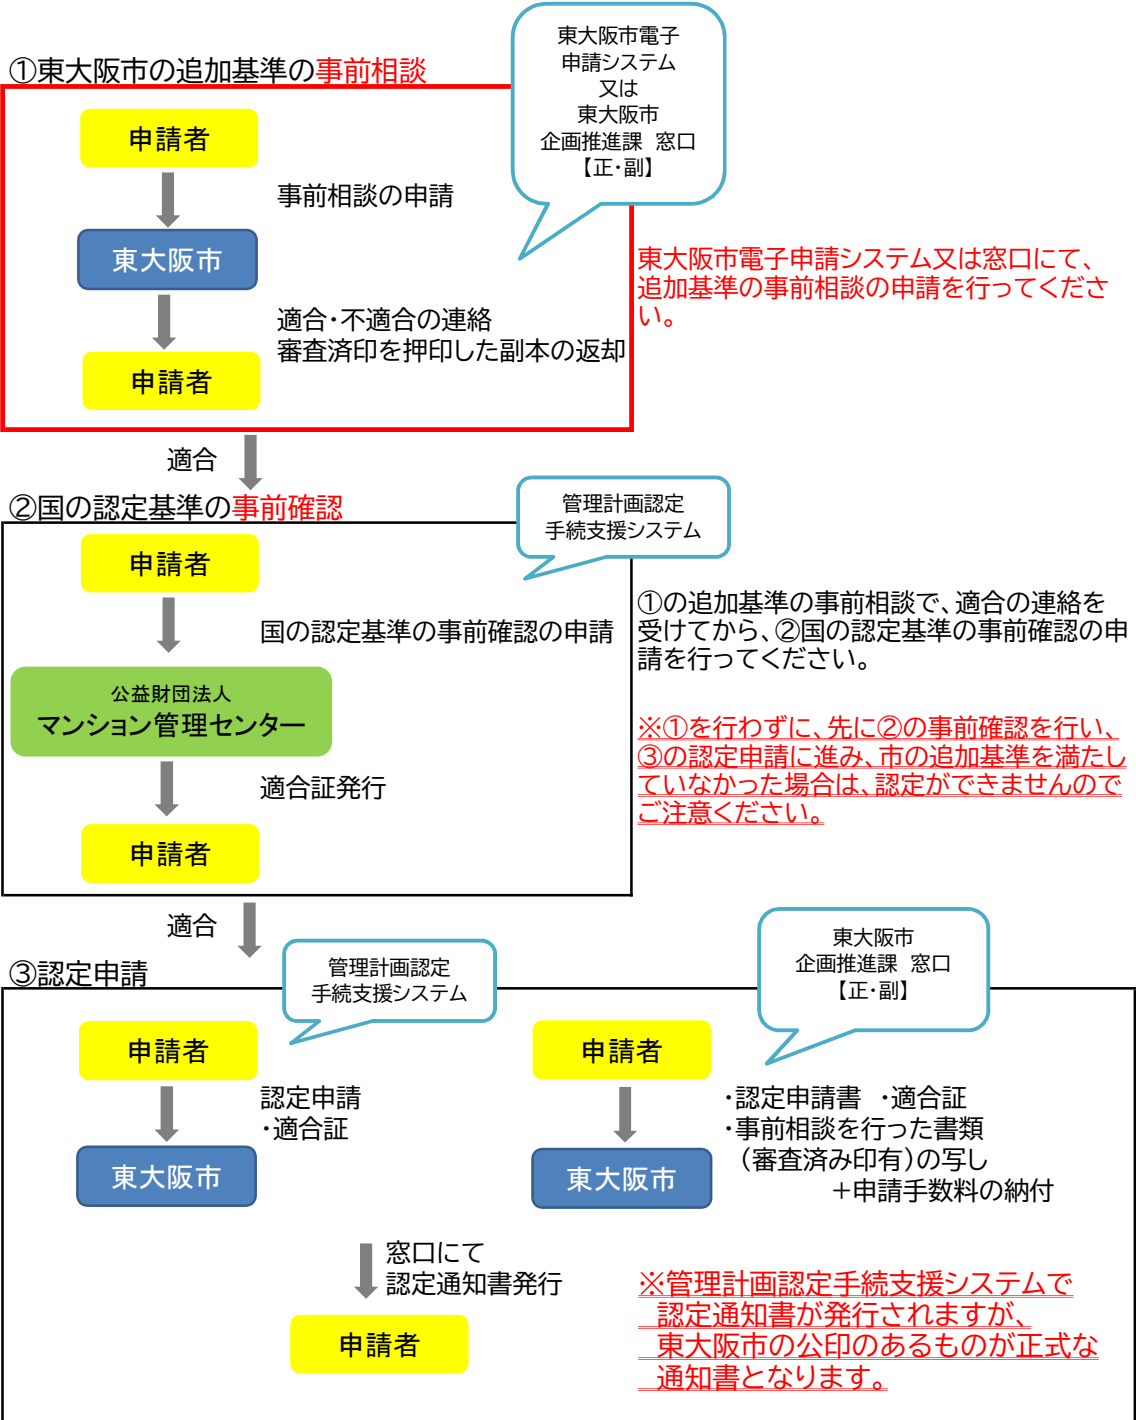 東大阪市電子
申請システム
又は
東大阪市
企画推進課 窓口
【正・副】
①東大阪市の追加基準の事前相談
申請者
事前相談の申請
東大阪市
適合・不適合の連絡
審査済印を押印した副本の返却
申請者
東大阪市電子申請システム又は窓口にて、
追加基準の事前相談の申請を行ってくださ
い。
適合
②国の認定基準の事前確認
管理計画認定
手続支援システム
申請者
国の認定基準の事前確認の申請
公益財団法人
マンション管理センター
適合証発行
申請者
①の追加基準の事前相談で、適合の連絡を
受けてから、②国の認定基準の事前確認の申
請を行ってください。
※①を行わずに、先に②の事前確認を行い、
③の認定申請に進み、市の追加基準を満たし
ていなかった場合は、認定ができませんので
ご注意ください。
適合
③認定申請
管理計画認定
手続支援システム
東大阪市
企画推進課 窓口
【正・副】
申請者
認定申請
・適合証
東大阪市
申請者
・認定申請書 ・適合証
・事前相談を行った書類
（審査済み印有）の写し
＋申請手数料の納付
東大阪市
窓口にて
認定通知書発行
申請者
※管理計画認定手続支援システムで
認定通知書が発行されますが、
東大阪市の公印のあるものが正式な
通知書となります。